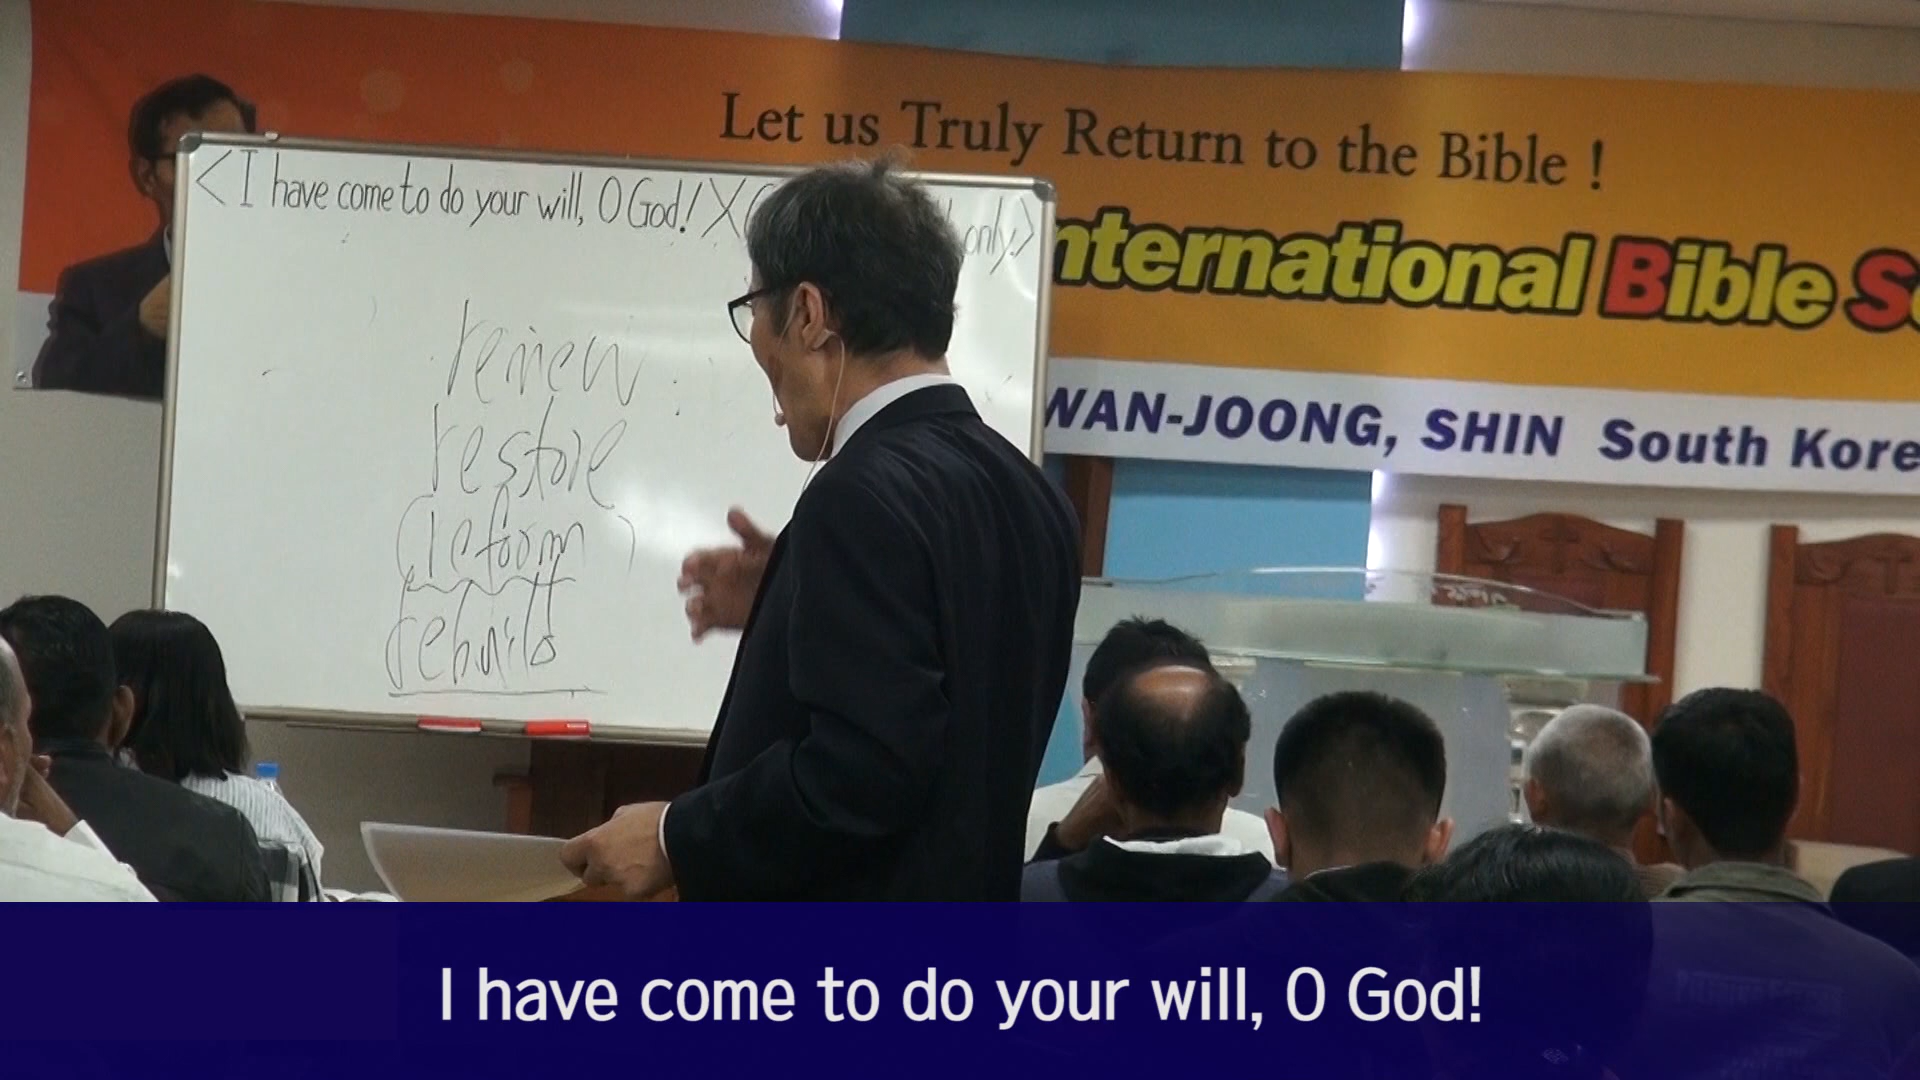 Let us Truly Return to the Bible !
<I have come to do your will, O God! X only.>
nternational Bible S
WAN-JOONG, SHIN South Kore
renew
restore
(reform)
rebuild
I have come to do your will, O God!